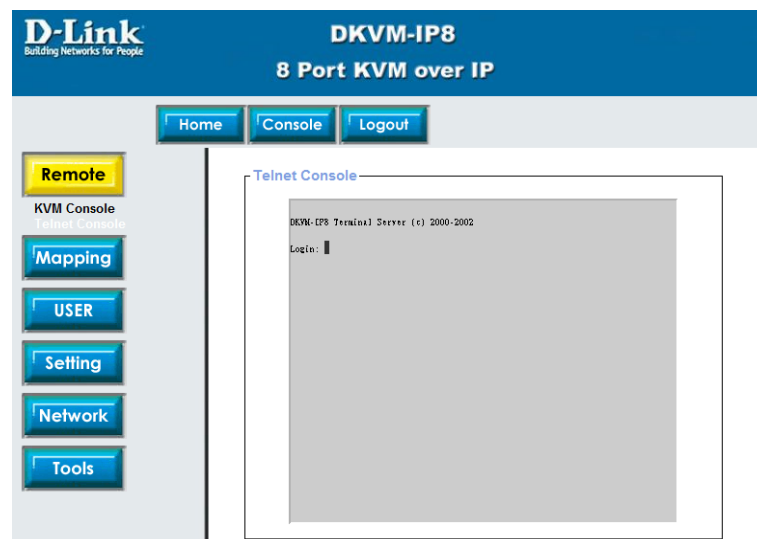 D-Link
Building Networks for People
DKVM-IP8
8 Port KVM over IP
Home
Console
Logout
Remote
KVM Console
Telnet Console
Mapping
USER
Setting
Network
Tools
Telnet Console
DKVM-IP8 Terminal Server (c) 2000-2002
Login: